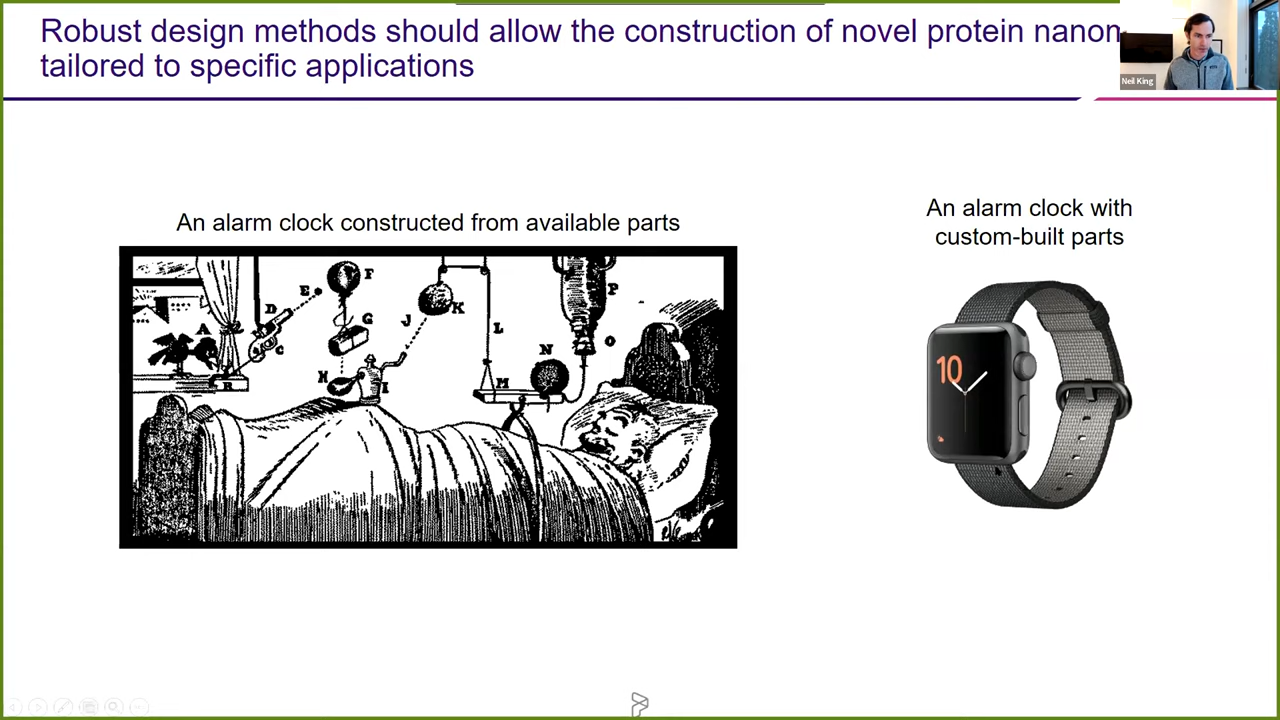 Robust design methods should allow the construction of novel protein
tailored to specific applications
Neil King
An alarm clock constructed from available parts
An alarm clock with
custom-built parts
A
B
C
D
E
F
G
H
I
J
K
L
M
N
O
P
10